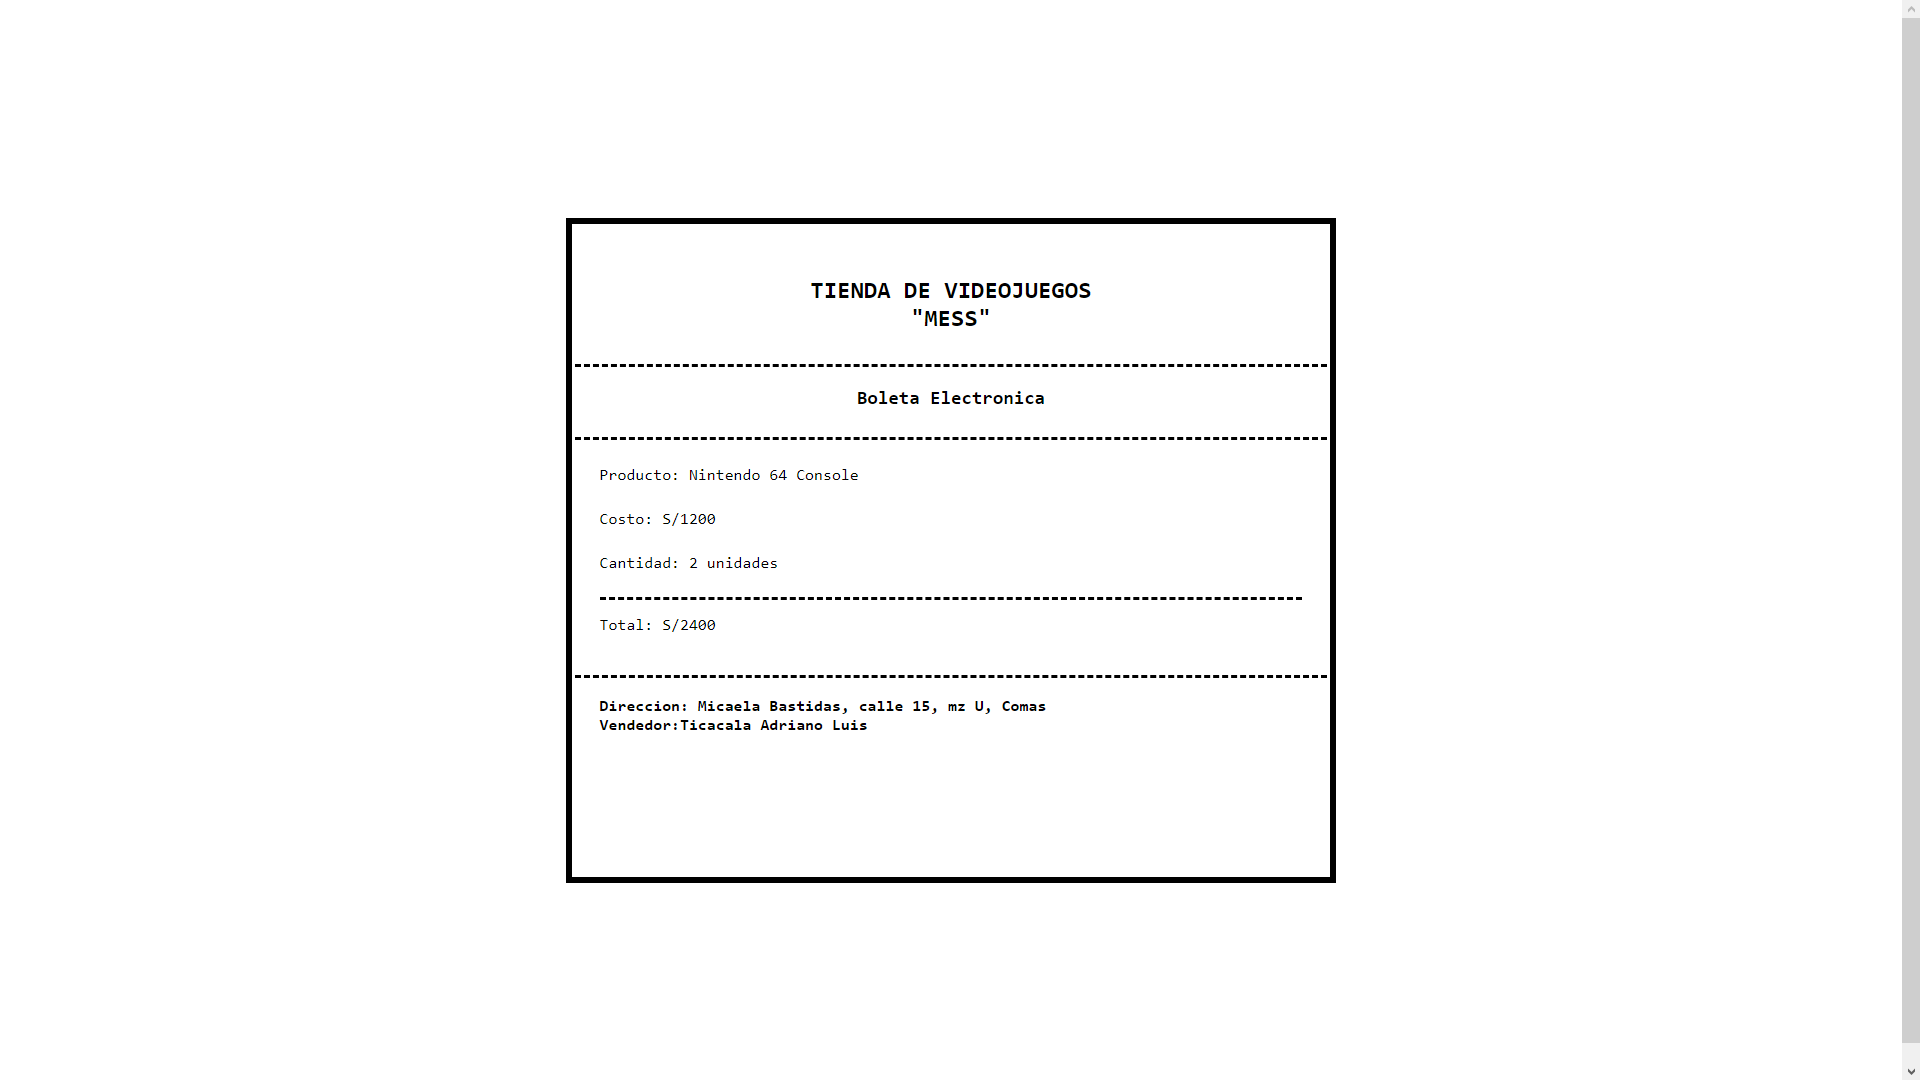 TIENDA DE VIDEOJUEGOS
"MESS"
Boleta Electronica
Producto: Nintendo 64 Console
Costo: S/1200
Cantidad: 2 unidades
Total: S/2400
Direccion: Micaela Bastidas, calle 15, mz U, Comas
Vendedor:Ticacala Adriano Luis